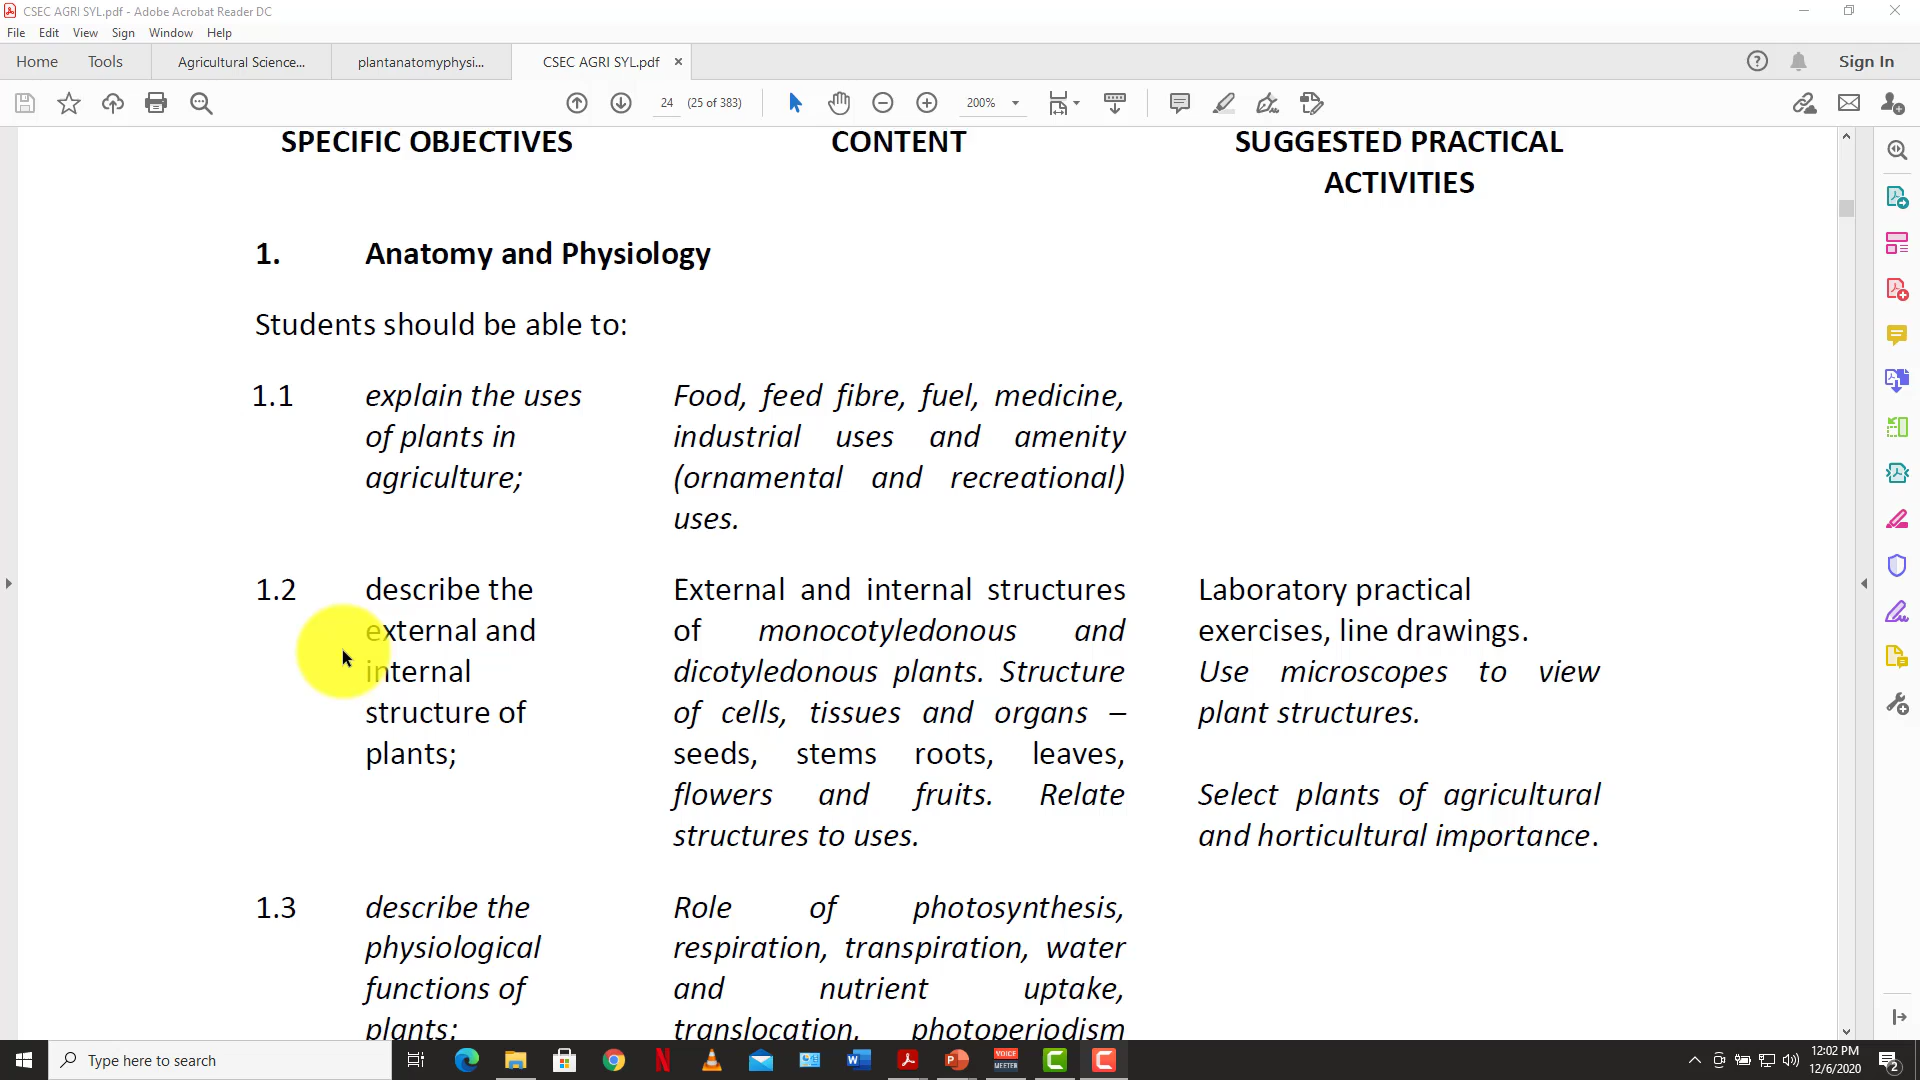 CSEC AGRI SYL.pdf - Adobe Acrobat Reader DC
File Edit View Sign Window Help
Home Tools Agricultural Science... plantanatomyphysi... CSEC AGRI SYL.pdf × Sign In
24 (25 of 383) 200%
SPECIFIC OBJECTIVES CONTENT SUGGESTED PRACTICAL
ACTIVITIES
1. Anatomy and Physiology
Students should be able to:
1.1 explain the uses Food, feed fibre, fuel, medicine,
of plants in industrial uses and amenity
agriculture; (ornamental and recreational)
uses.
1.2 describe the External and internal structures Laboratory practical
external and of monocotyledonous and exercises, line drawings.
internal dicotyledonous plants. Structure Use microscopes to view
structure of of cells, tissues and organs – plant structures.
plants; seeds, stems roots, leaves,
flowers and fruits. Relate Select plants of agricultural
structures to uses. and horticultural importance.
1.3 describe the Role of photosynthesis,
physiological respiration, transpiration, water
functions of and nutrient uptake,
plants; translocation, photoperiodism
Type here to search VOICE MEETER 12:02 PM
12/6/2020 2